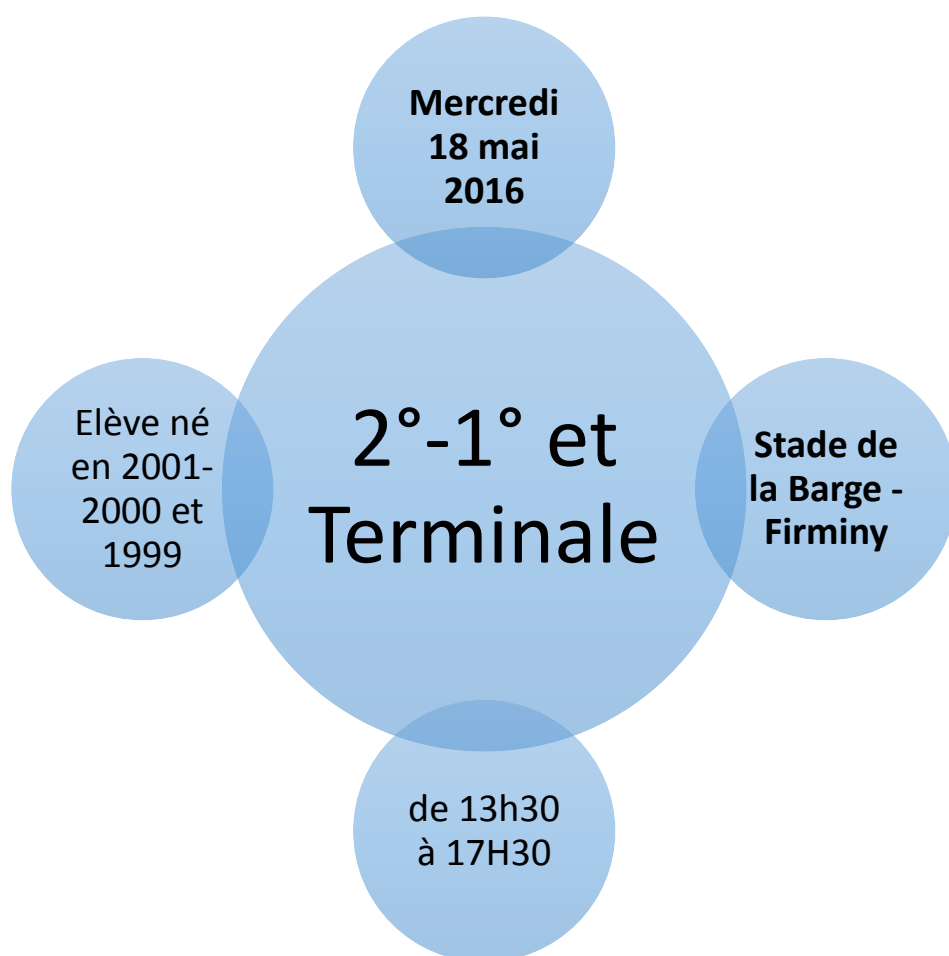 Mercredi
18 mai
2016
Elève né
en 2001-
2000 et
1999
2°-1° et
Terminale
Stade de
la Barge -
Firminy
de 13h30
à 17H30